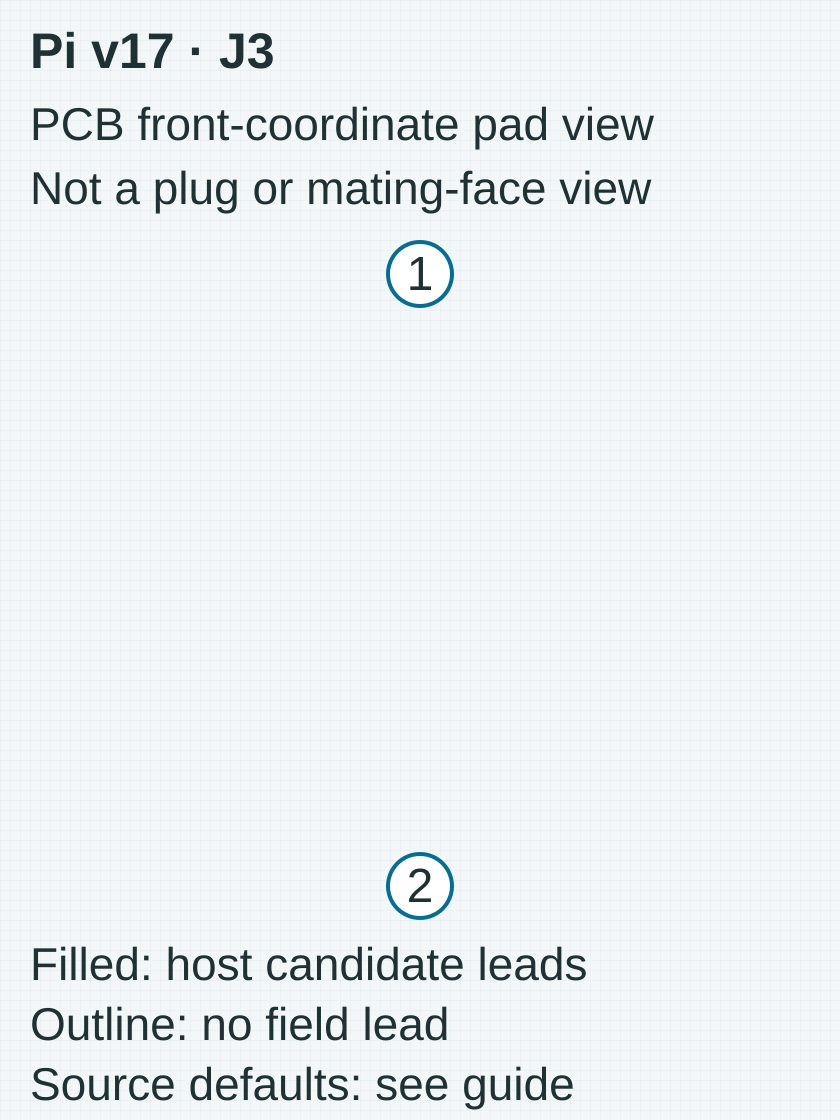 Pi v17 · J3
PCB front-coordinate pad view
Not a plug or mating-face view
1
2
Filled: host candidate leads
Outline: no field lead
Source defaults: see guide